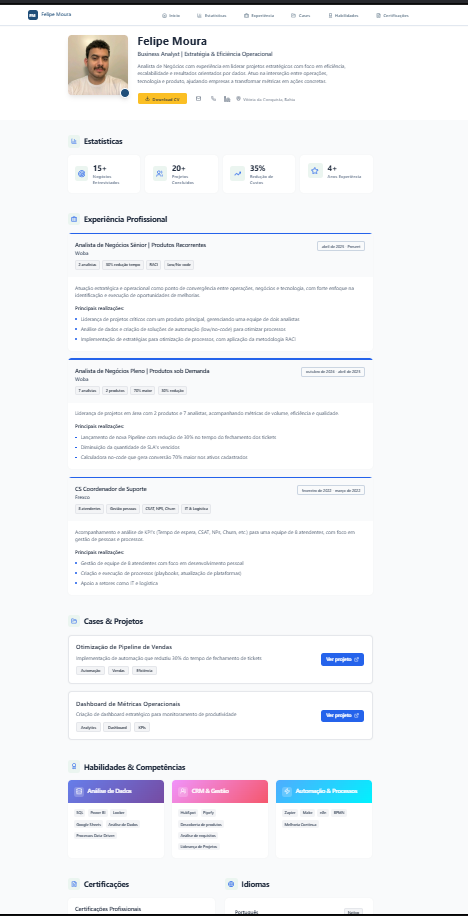 FM Felipe Moura
Início Estatísticas Experiência Cases Habilidades Certificações
Felipe Moura
Business Analyst | Estratégia & Eficiência Operacional
Analista de Negócios com experiência em liderar projetos estratégicos com foco em eficiência,
escalabilidade e resultados orientados por dados. Atuo na interseção entre operações,
tecnologia e produto, ajudando empresas a transformar métricas em ações concretas.
Download CV
Vitória da Conquista, Bahia
Estatísticas
15+
Negócios
Entrevistados
20+
Projetos
Concluídos
35%
Redução de
Custos
4+
Anos Experiência
Experiência Profissional
Analista de Negócios Sênior | Produtos Recorrentes
abril de 2025 - Present
Woba
2 analistas 30% redução tempo RACI Low/No code
Atuação estratégica e operacional como ponto de convergência entre operações, negócios e tecnologia, com forte enfoque na
identificação e execução de oportunidades de melhorias.
Principais realizações:
Liderança de projetos críticos com um produto principal, gerenciando uma equipe de dois analistas
Análise de dados e criação de soluções de automação (low/no-code) para otimizar processos
Implementação de estratégias para otimização de processos, com aplicação da metodologia RACI
Analista de Negócios Pleno | Produtos sob Demanda
outubro de 2024 - abril de 2025
Woba
7 analistas 2 produtos 70% maior 30% redução
Liderança de projetos em área com 2 produtos e 7 analistas, acompanhando métricas de volume, eficiência e qualidade.
Principais realizações:
Lançamento de nova Pipeline com redução de 30% no tempo do fechamento dos tickets
Diminuição da quantidade de SLA's vencidos
Calculadora no-code que gera conversão 70% maior nos ativos cadastrados
CS Coordenador de Suporte
fevereiro de 2022 - março de 2023
Fresco
8 atendentes Gestão pessoas CSAT, NPS, Churn IT & Logística
Acompanhamento e análise de KPI's (Tempo de espera, CSAT, NPS, Churn, etc.) para uma equipe de 8 atendentes, com foco em
gestão de pessoas e processos.
Principais realizações:
Gestão de equipe de 8 atendentes com foco em desenvolvimento pessoal
Criação e execução de processos (playbooks, atualização de plataformas)
Apoio a setores como IT e logística
Cases & Projetos
Otimização de Pipeline de Vendas
Implementação de automação que reduziu 30% do tempo de fechamento de tickets
Automação Vendas Eficiência
Ver projeto
Dashboard de Métricas Operacionais
Criação de dashboard estratégico para monitoramento de produtividade
Analytics Dashboard KPIs
Ver projeto
Habilidades & Competências
Análise de Dados
SQL Power BI Looker
Google Sheets Análise de Dados
Processos Data Driven
CRM & Gestão
HubSpot Pipefy
Descoberta de produtos
Análise de requisitos
Liderança de Projetos
Automação & Processos
Zapier Make n8n BPMN
Melhoria Contínua
Certificações
Idiomas
Certificações Profissionais
Português
Nativo